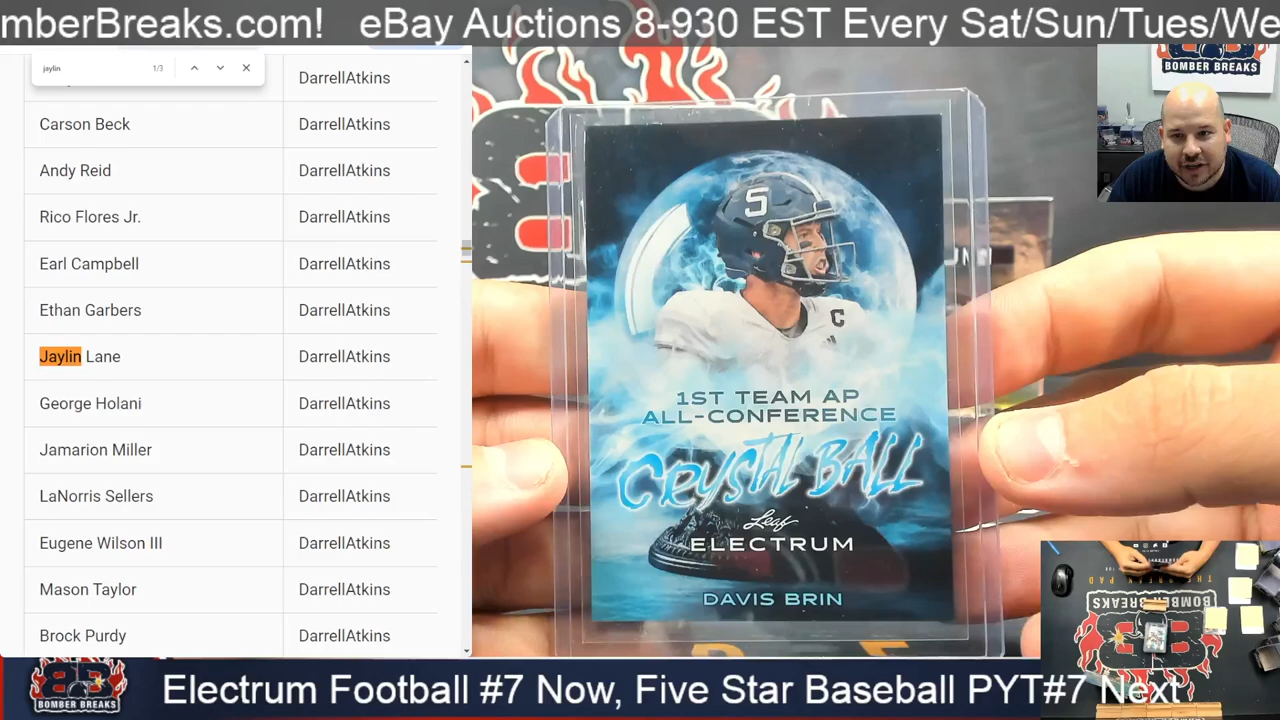 mberBreaks.com! eBay Auctions 8-930 EST Every Sat/Sun/Tues/We
jaylin 1/3
DarrellAtkins
Carson Beck DarrellAtkins
Andy Reid DarrellAtkins
Rico Flores Jr. DarrellAtkins
Earl Campbell DarrellAtkins
Ethan Garbers DarrellAtkins
Jaylin Lane DarrellAtkins
George Holani DarrellAtkins
Jamarion Miller DarrellAtkins
LaNorris Sellers DarrellAtkins
Eugene Wilson III DarrellAtkins
Mason Taylor DarrellAtkins
Brock Purdy DarrellAtkins
S
C
1ST TEAM AP
ALL-CONFERENCE
CRYSTAL BALL
Leaf
ELECTRUM
DAVIS BRIN
BOMBER BREAKS
BOMBER BREAKS
BOMBER BREAKS
Electrum Football #7 Now, Five Star Baseball PYT#7 Next